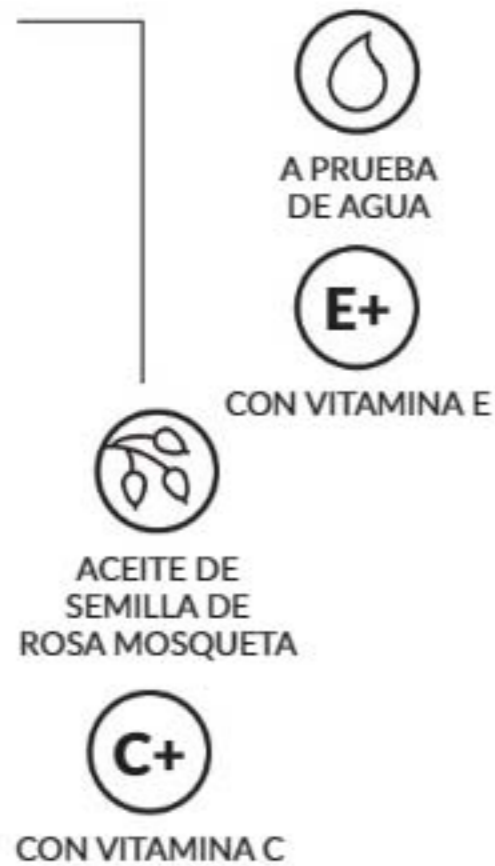 A PRUEBA
DE AGUA
E+
CON VITAMINA E
ACEITE DE
SEMILLA DE
ROSA MOSQUETA
C+
CON VITAMINA C